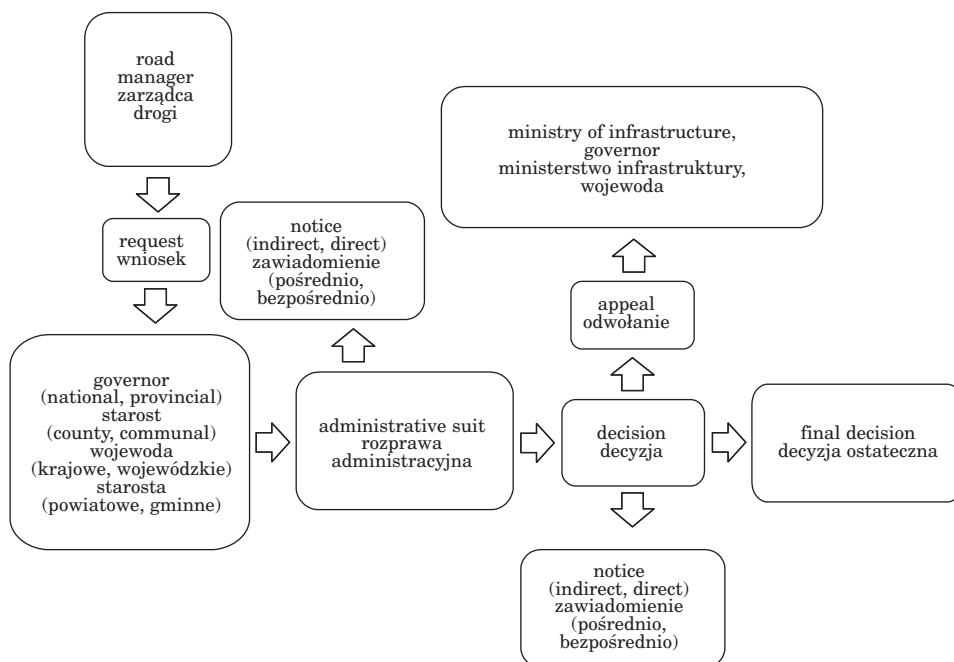 road
manager
zarządca
drogi
ministry of infrastructure,
governor
ministerstwo infrastruktury,
wojewoda
request
wniosek
notice
(indirect, direct)
zawiadomienie
(pośrednio,
bezpośrednio)
appeal
odwołanie
governor
(national, provincial)
starost
(county, communal)
wojewoda
(krajowe, wojewódzkie)
starosta
(powiatowe, gminne)
administrative suit
rozprawa
administracyjna
decision
decyzja
final decision
decyzja ostateczna
notice
(indirect, direct)
zawiadomienie
(pośrednio,
bezpośrednio)